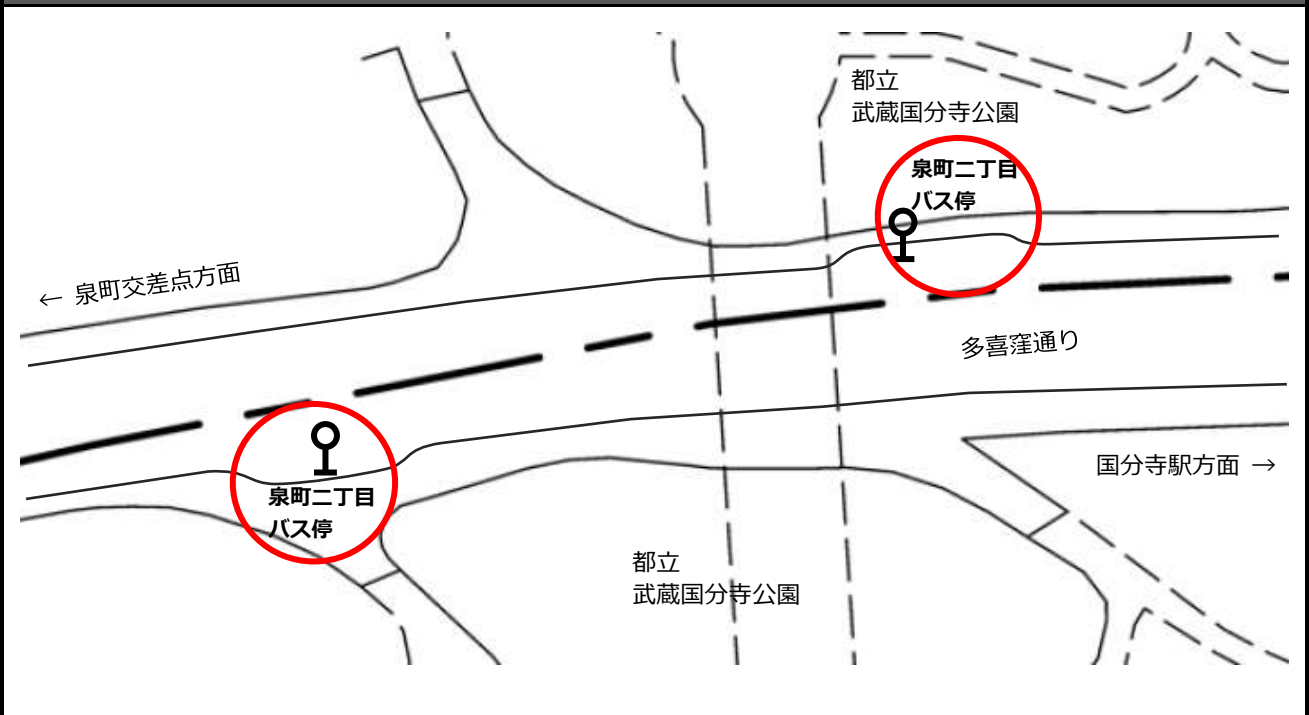 都立
武蔵国分寺公園
泉町二丁目
バス停
← 泉町交差点方面
多喜窪通り
国分寺駅方面 →
泉町二丁目
バス停
都立
武蔵国分寺公園